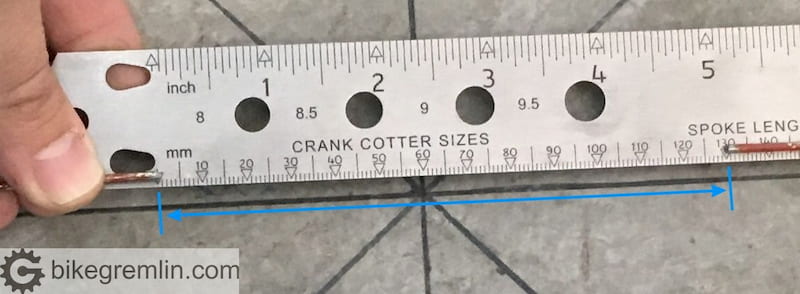 inch 1 2 3 4 5
8 8.5 9 9.5
CRANK COTTER SIZES
SPOKE LENG
mm 10 20 30 40 50 60 70 80 90 100 110 120 130 140
bikegremlin.com